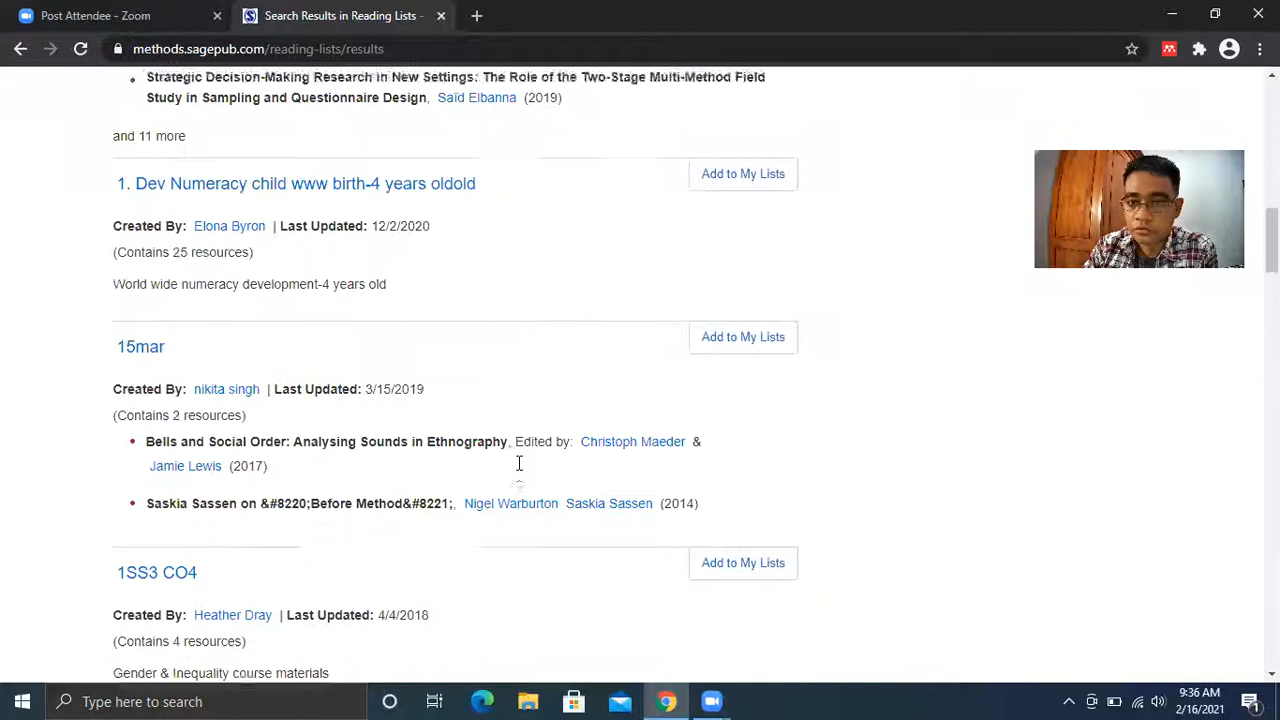 Post Attendee - Zoom
Search Results in Reading Lists -
methods.sagepub.com/reading-lists/results
Strategic Decision-Making Research in New Settings: The Role of the Two-Stage Multi-Method Field
Study in Sampling and Questionnaire Design, Saïd Elbanna (2019)
and 11 more
1. Dev Numeracy child www birth-4 years oldold
Add to My Lists
Created By: Elona Byron | Last Updated: 12/2/2020
(Contains 25 resources)
World wide numeracy development-4 years old
15mar
Add to My Lists
Created By: nikita singh | Last Updated: 3/15/2019
(Contains 2 resources)
Bells and Social Order: Analysing Sounds in Ethnography, Edited by: Christoph Maeder &
Jamie Lewis (2017)
Saskia Sassen on &#8220;Before Method&#8221;, Nigel Warburton Saskia Sassen (2014)
1SS3 CO4
Add to My Lists
Created By: Heather Dray | Last Updated: 4/4/2018
(Contains 4 resources)
Gender & Inequality course materials
Type here to search
9:36 AM
2/16/2021
1